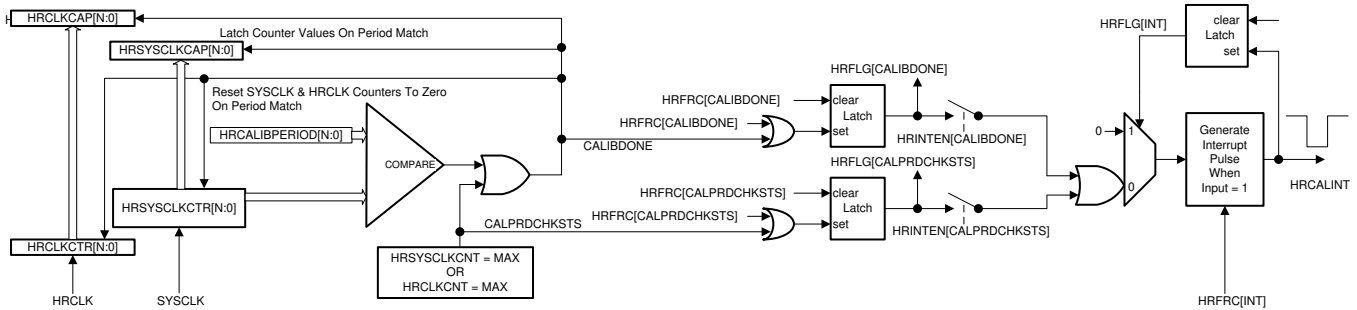 HRCLKCAP[N:0]
Latch Counter Values On Period Match
HRSYSCLKCAP[N:0]
Reset SYSCLK & HRCLK Counters To Zero
On Period Match
HRCALIBPERIOD[N:0]
COMPARE
HRSYSCLKCTR[N:0]
HRCLKCTR[N:0]
HRCLK
SYSCLK
CALIBDONE
CALPRDCHKSTS
HRSYSCLKCNT = MAX
OR
HRCLKCNT = MAX
HRFLG[CALIBDONE]
HRFRC[CALIBDONE]
HRFRC[CALIBDONE]
clear
Latch
set
HRINTEN[CALIBDONE]
HRFLG[CALPRDCHKSTS]
HRFRC[CALPRDCHKSTS]
HRFRC[CALPRDCHKSTS]
clear
Latch
set
HRINTEN[CALPRDCHKSTS]
HRFLG[INT]
clear
Latch
set
0
1
0
Generate
Interrupt
Pulse
When
Input = 1
HRCALINT
HRFRC[INT]